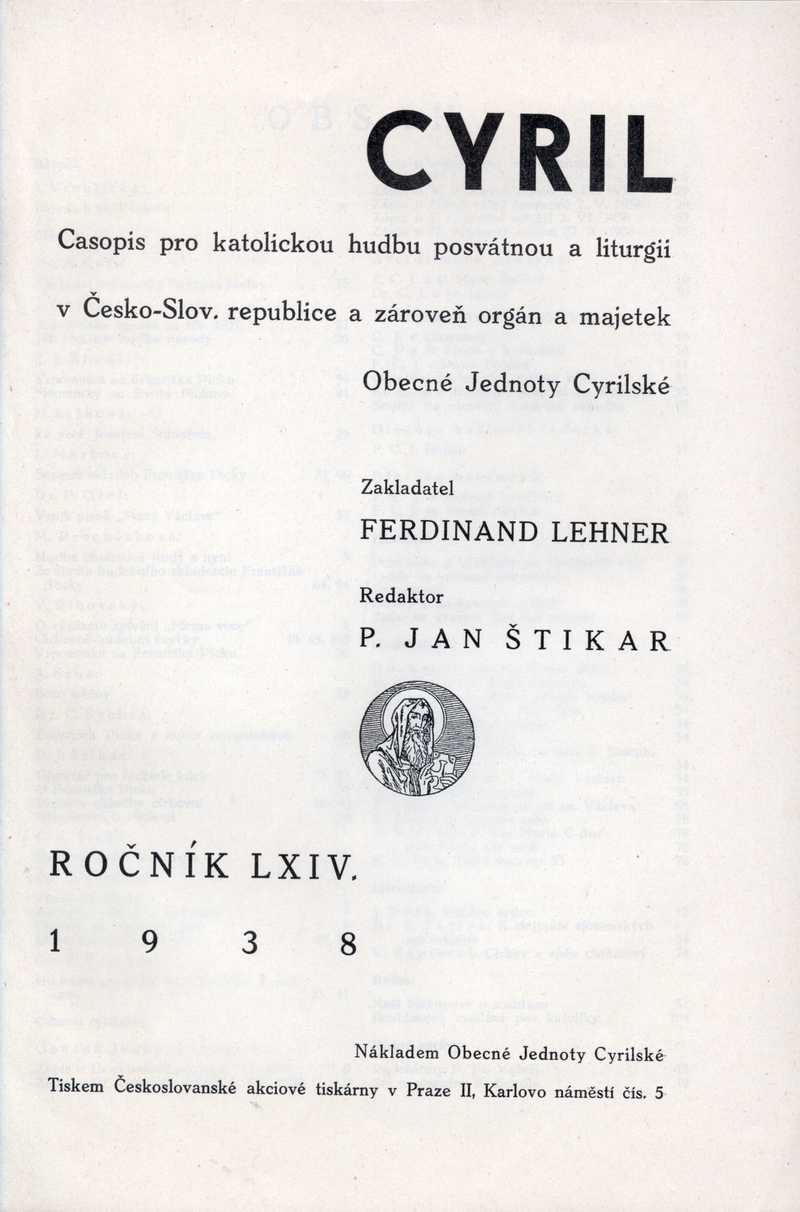 CYRIL
Casopis pro katolickou hudbu posvátnou a liturgii
v Česko-Slov. republice a zároveň orgán a majetek
Obecné Jednoty Cyrilské
Zakladatel
FERDINAND LEHNER
Redaktor
P. JAN ŠTIKAR
ROČNÍK LXIV.
1 9 3 8
Nákladem Obecné Jednoty Cyrilské
Tiskem Českoslovanské akciové tiskárny v Praze II, Karlovo náměstí čís. 5